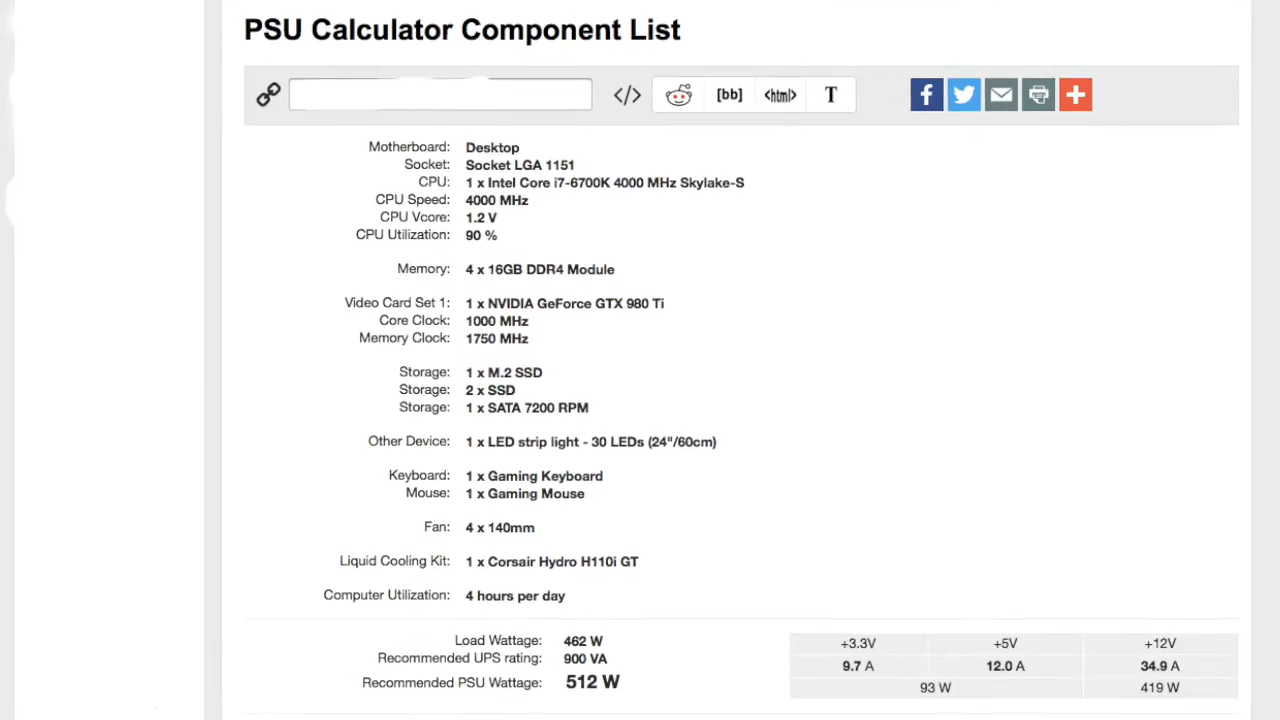 PSU Calculator Component List
</> [bb] <html> T f +
Motherboard: Desktop
Socket: Socket LGA 1151
CPU: 1 x Intel Core i7-6700K 4000 MHz Skylake-S
CPU Speed: 4000 MHz
CPU Vcore: 1.2 V
CPU Utilization: 90 %
Memory: 4 x 16GB DDR4 Module
Video Card Set 1: 1 x NVIDIA GeForce GTX 980 Ti
Core Clock: 1000 MHz
Memory Clock: 1750 MHz
Storage: 1 x M.2 SSD
Storage: 2 x SSD
Storage: 1 x SATA 7200 RPM
Other Device: 1 x LED strip light - 30 LEDs (24"/60cm)
Keyboard: 1 x Gaming Keyboard
Mouse: 1 x Gaming Mouse
Fan: 4 x 140mm
Liquid Cooling Kit: 1 x Corsair Hydro H110i GT
Computer Utilization: 4 hours per day
Load Wattage: 462 W
Recommended UPS rating: 900 VA
Recommended PSU Wattage: 512 W
+3.3V +5V +12V
9.7 A 12.0 A 34.9 A
93 W 419 W